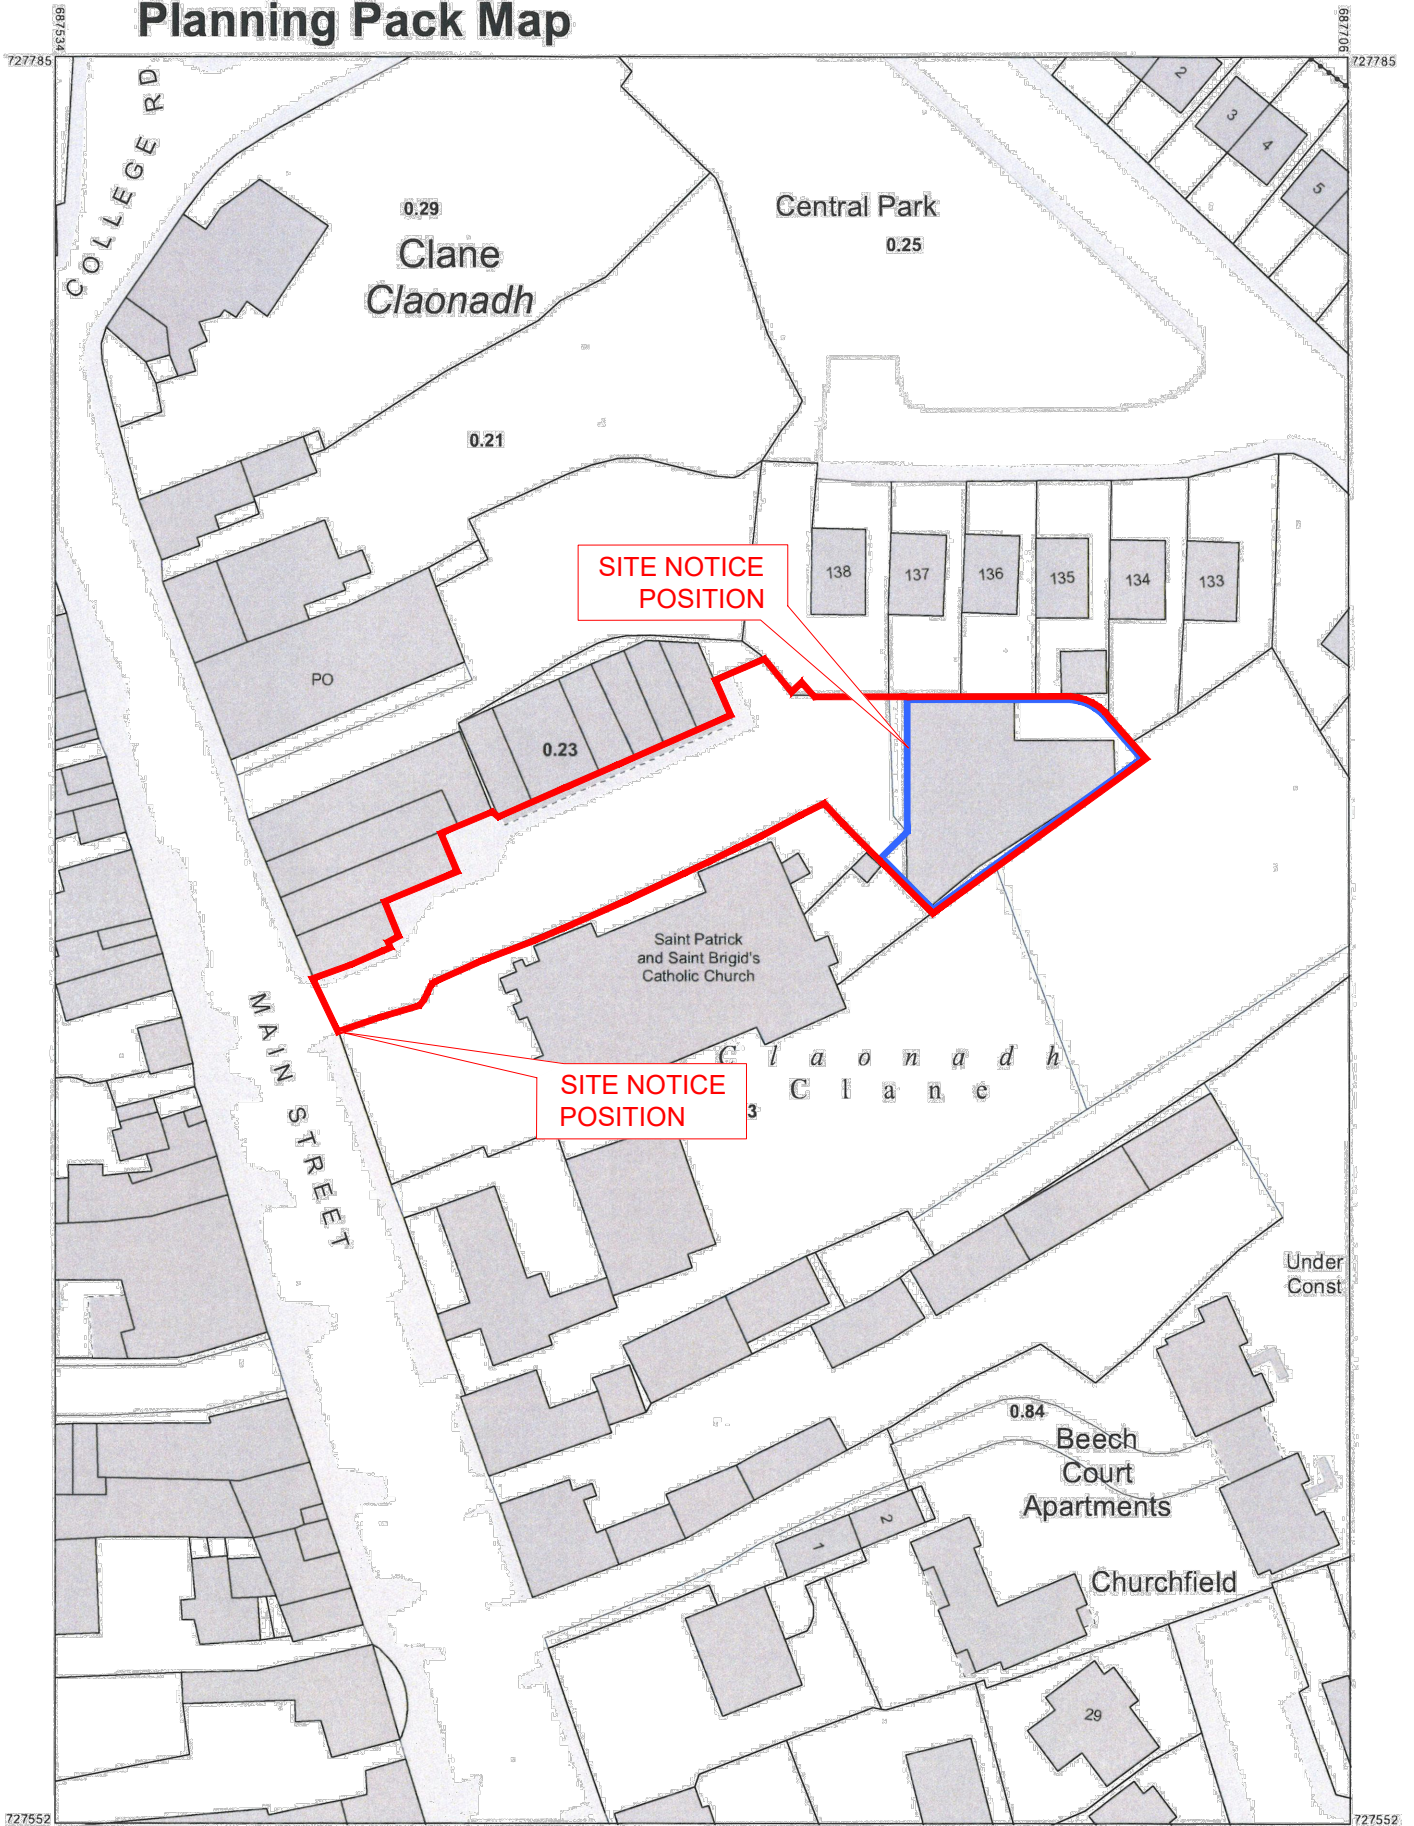 Planning Pack Map
687534
687706
727785
727785
COLLEGE RD
2
3
4
5
0.29
Clane
Claonadh
Central Park
0.25
0.21
SITE NOTICE
POSITION
138
137
136
135
134
133
PO
0.23
Saint Patrick
and Saint Brigid's
Catholic Church
MAIN STREET
Claonadh
Clane
SITE NOTICE
POSITION
3
Under
Const
0.84
Beech
Court
Apartments
2
1
Churchfield
29
727552
727552